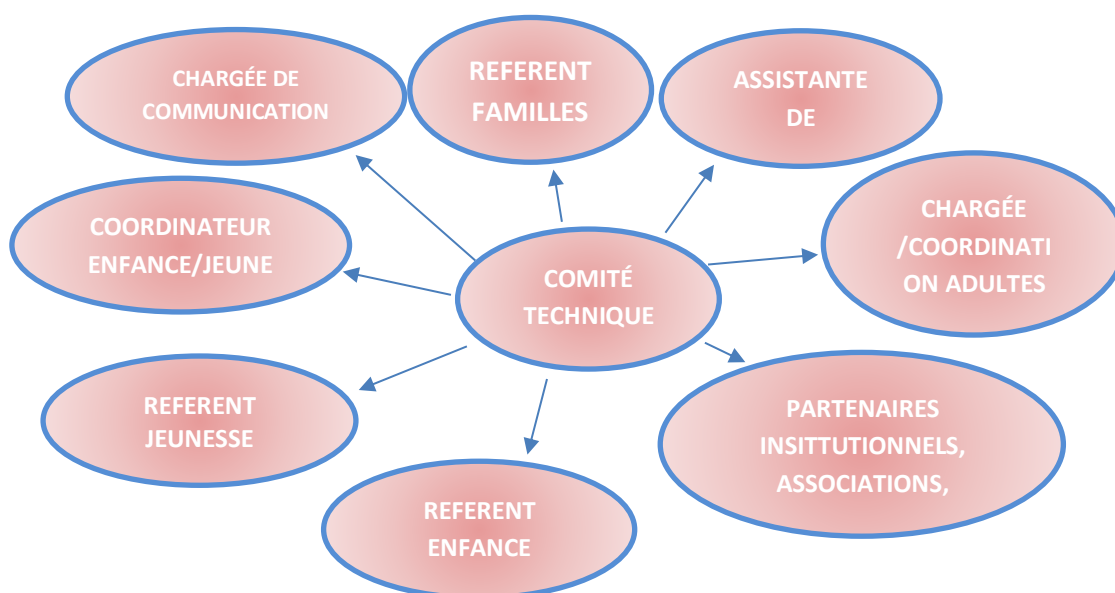 CHARGÉE DE
COMMUNICATION
REFERENT
FAMILLES
ASSISTANTE
DE
COORDINATEUR
ENFANCE/JEUNE
CHARGÉE
/COORDINATI
ON ADULTES
COMITÉ
TECHNIQUE
REFERENT
JEUNESSE
PARTENAIRES
INSITTUTIONNELS,
ASSOCIATIONS,
REFERENT
ENFANCE